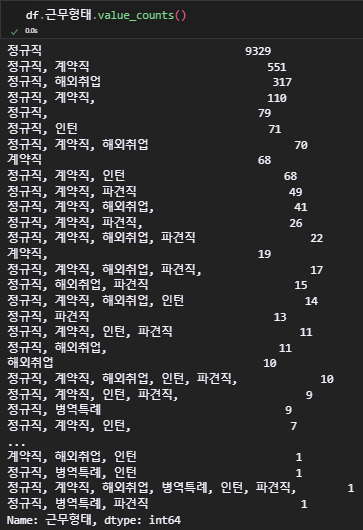 df.근무형태.value_counts()
0.0s
정규직 9329
정규직, 계약직 551
정규직, 해외취업 317
정규직, 계약직, 110
정규직, 79
정규직, 인턴 71
정규직, 계약직, 해외취업 70
계약직 68
정규직, 계약직, 인턴 68
정규직, 계약직, 파견직 49
정규직, 계약직, 해외취업, 41
정규직, 계약직, 파견직, 26
정규직, 계약직, 해외취업, 파견직 22
계약직, 19
정규직, 계약직, 해외취업, 파견직, 17
정규직, 해외취업, 파견직 15
정규직, 계약직, 해외취업, 인턴 14
정규직, 파견직 13
정규직, 계약직, 인턴, 파견직 11
정규직, 해외취업, 11
해외취업 10
정규직, 계약직, 해외취업, 인턴, 파견직, 10
정규직, 계약직, 인턴, 파견직, 9
정규직, 병역특례 9
정규직, 계약직, 인턴, 7
...
계약직, 해외취업, 인턴 1
정규직, 병역특례, 인턴 1
정규직, 계약직, 해외취업, 병역특례, 인턴, 파견직, 1
정규직, 병역특례, 파견직 1
Name: 근무형태, dtype: int64